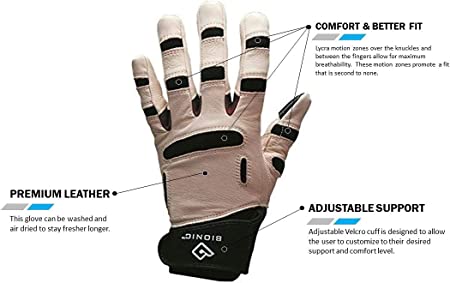 COMFORT & BETTER FIT
Lycra motion zones over the knuckles and
between the fingers allow for maximum
breathability. These motion zones promote a fit
that is second to none.
PREMIUM LEATHER
This glove can be washed and
air dried to stay fresher longer.
ADJUSTABLE SUPPORT
Adjustable Velcro cuff is designed to allow
the user to customize to their desired
support and comfort level.
BIONIC™